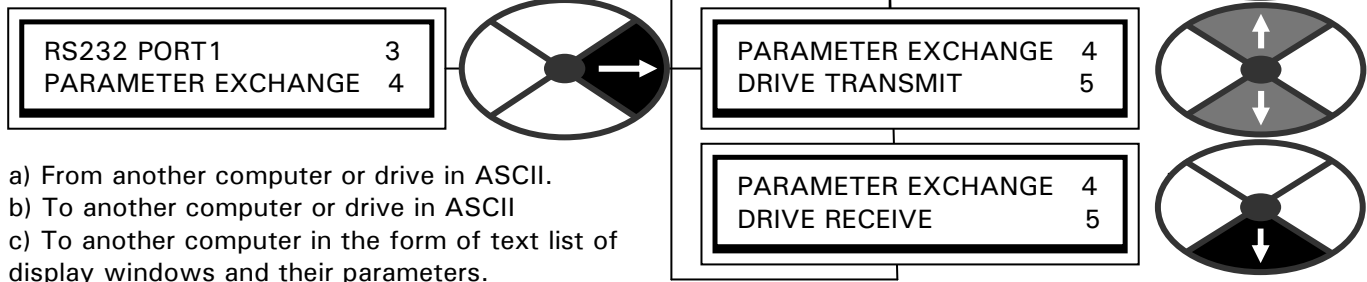 RS232 PORT1 3
PARAMETER EXCHANGE 4
PARAMETER EXCHANGE 4
DRIVE TRANSMIT 5
PARAMETER EXCHANGE 4
DRIVE RECEIVE 5
a) From another computer or drive in ASCII.
b) To another computer or drive in ASCII
c) To another computer in the form of text list of
display windows and their parameters.